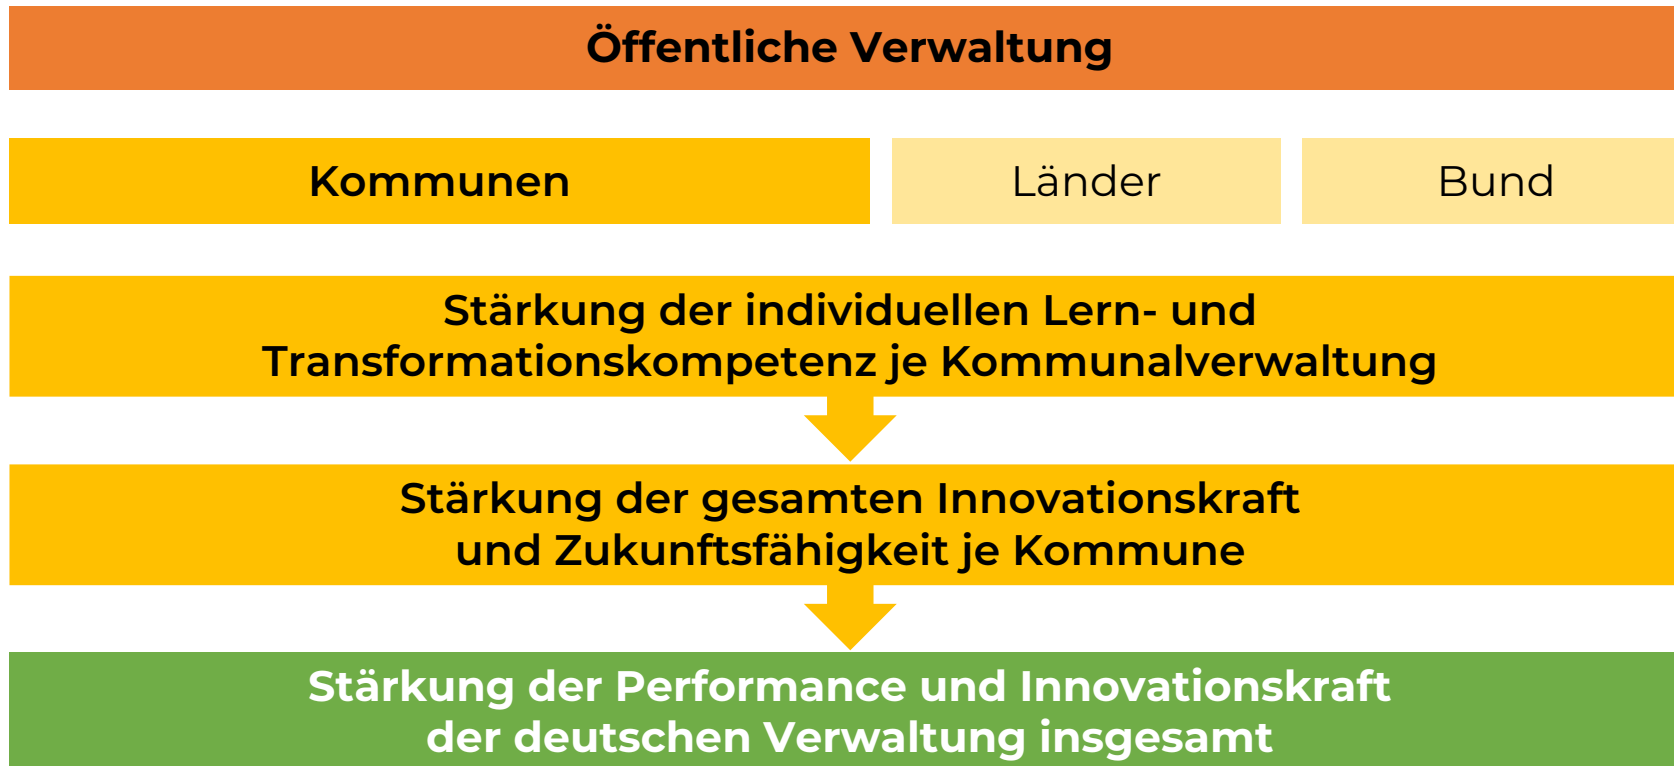 Öffentliche Verwaltung
Kommunen
Länder
Bund
Stärkung der individuellen Lern- und
Transformationskompetenz je Kommunalverwaltung
Stärkung der gesamten Innovationskraft
und Zukunftsfähigkeit je Kommune
Stärkung der Performance und Innovationskraft
der deutschen Verwaltung insgesamt